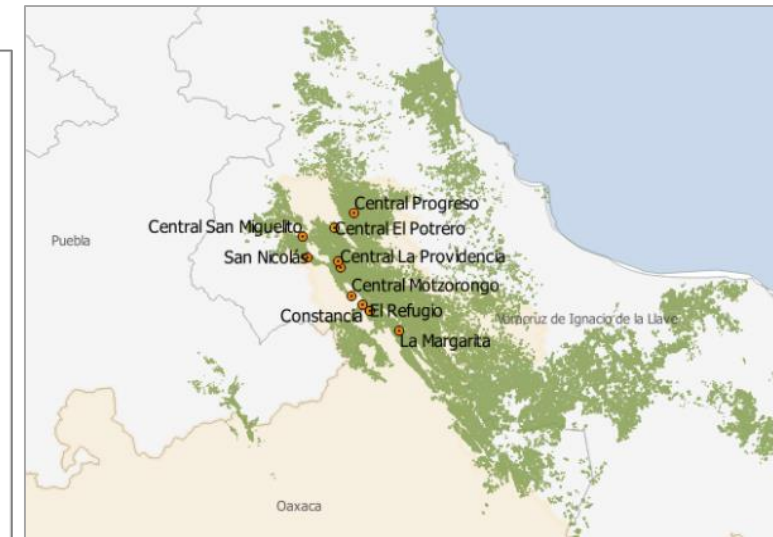 Central Progreso
Central San Miguelito
Central El Potrero
Puebla
San Nicolás
Central La Providencia
Central Motzorongo
Constancia
El Refugio
Veracruz de Ignacio de la Llave
La Margarita
Oaxaca